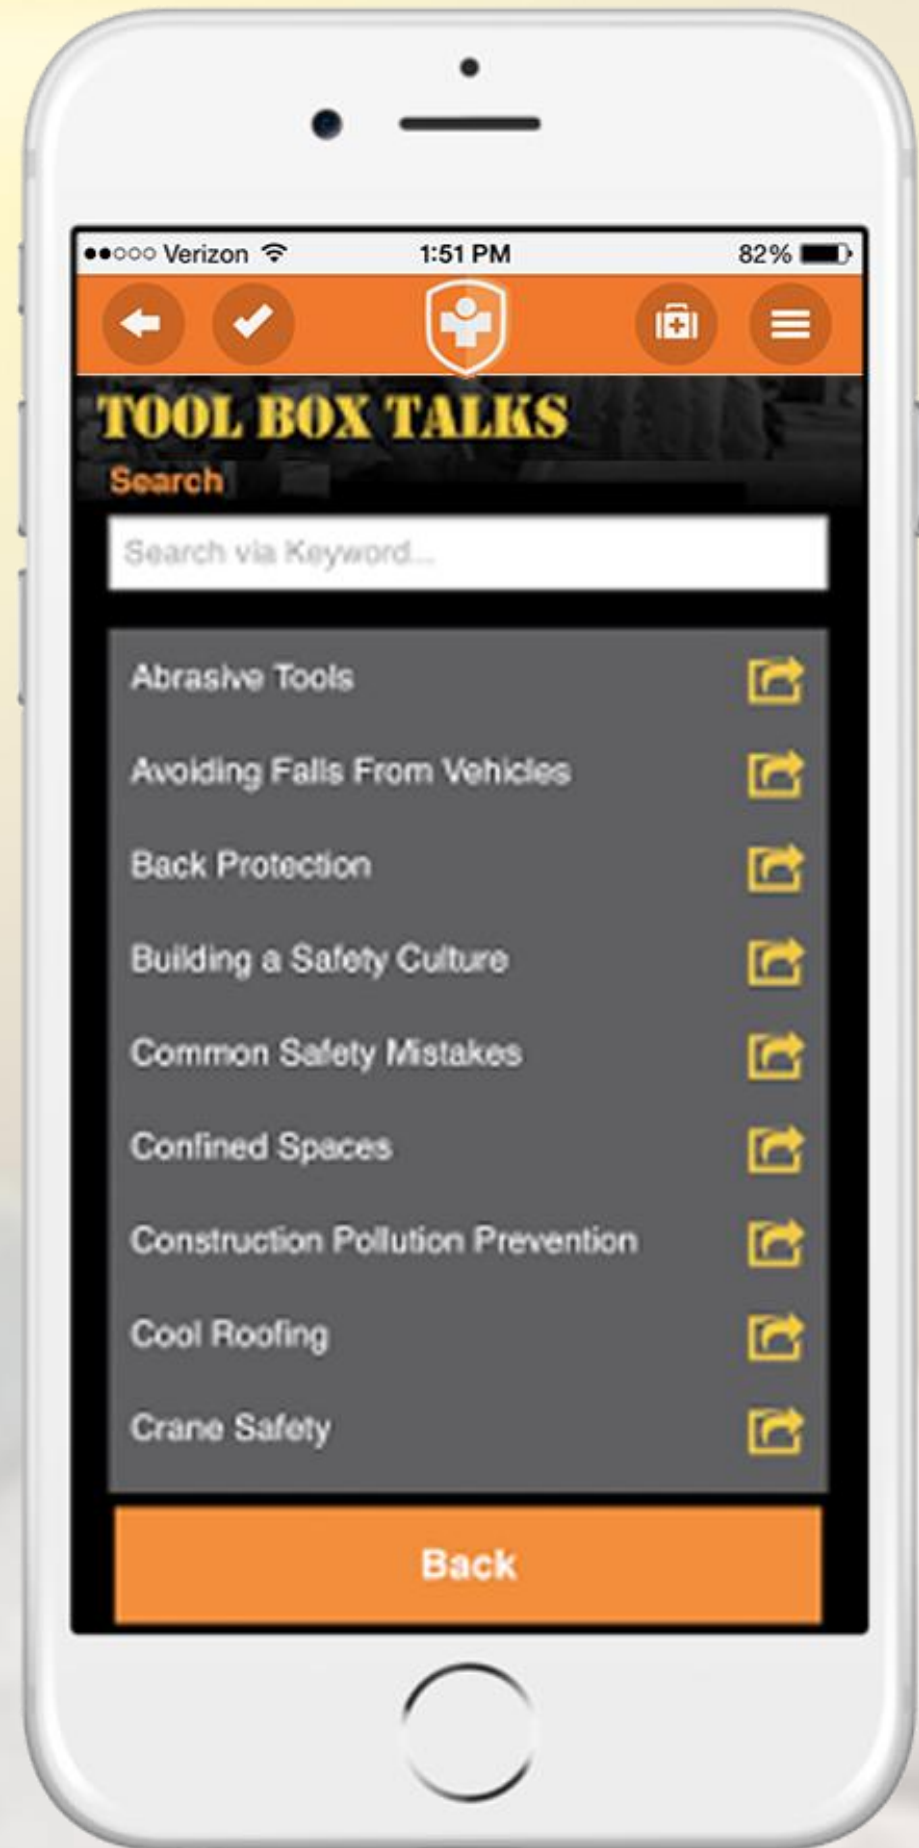 Verizon 1:51 PM 82%
TOOL BOX TALKS
Search
Search via Keyword...
Abrasive Tools
Avoiding Falls From Vehicles
Back Protection
Building a Safety Culture
Common Safety Mistakes
Confined Spaces
Construction Pollution Prevention
Cool Roofing
Crane Safety
Back